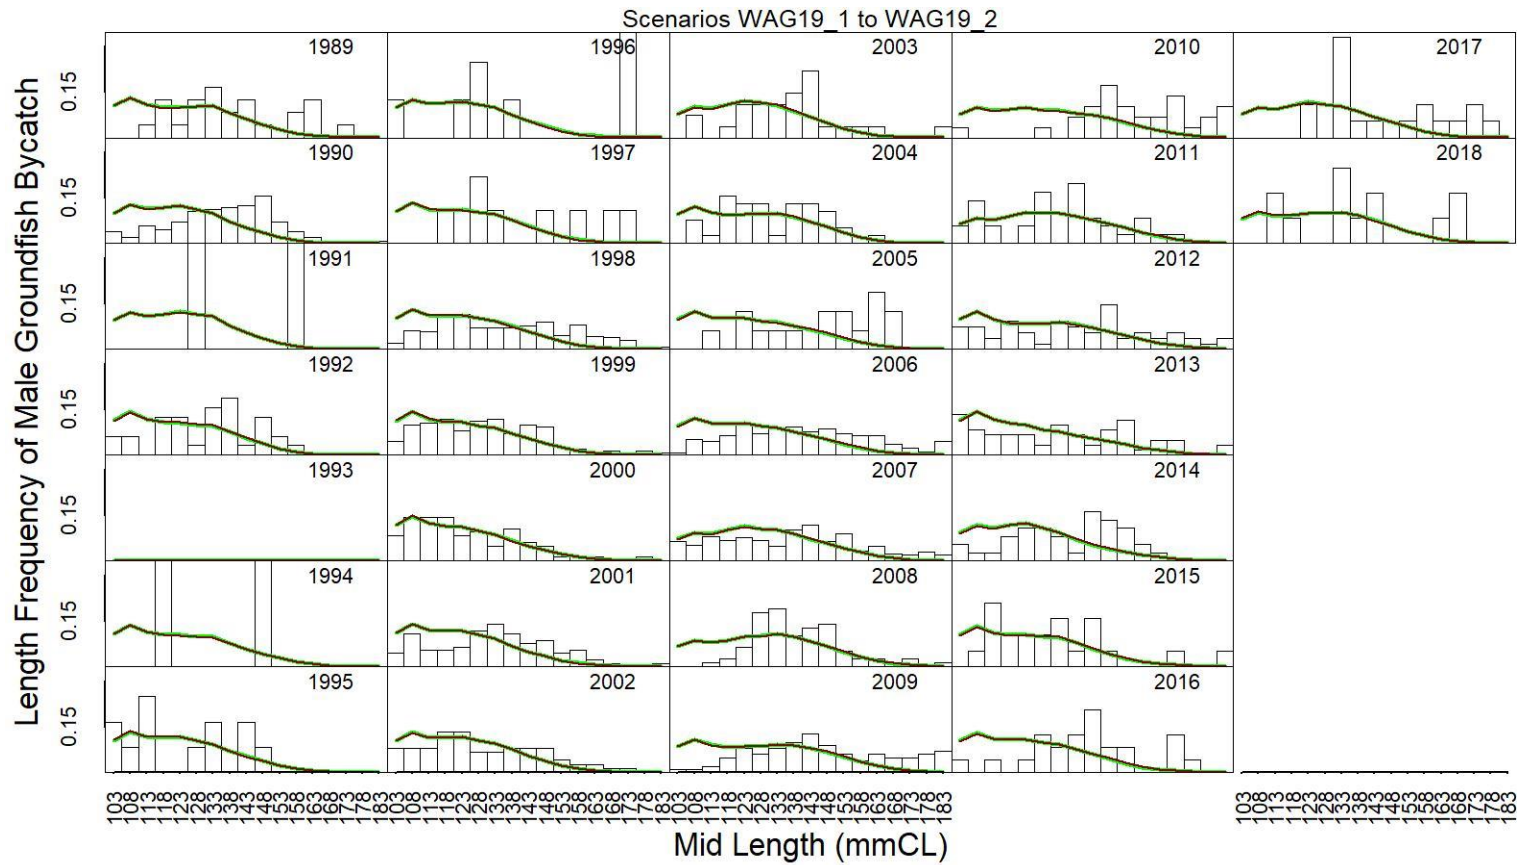 Scenarios WAG19_1 to WAG19_2
Length Frequency of Male Groundfish Bycatch
1989 1996 2003 2010 2017
0.15
1990 1997 2004 2011 2018
0.15
1991 1998 2005 2012
0.15
1992 1999 2006 2013
0.15
1993 2000 2007 2014
0.15
1994 2001 2008 2015
0.15
1995 2002 2009 2016
0.15
103 108 113 118 123 128 133 138 143 148 153 158 163 168 173 178 183 103 108 113 118 123 128 133 138 143 148 153 158 163 168 173 178 183 103 108 113 118 123 128 133 138 143 148 153 158 163 168 173 178 183 103 108 113 118 123 128 133 138 143 148 153 158 163 168 173 178 183
Mid Length (mmCL)